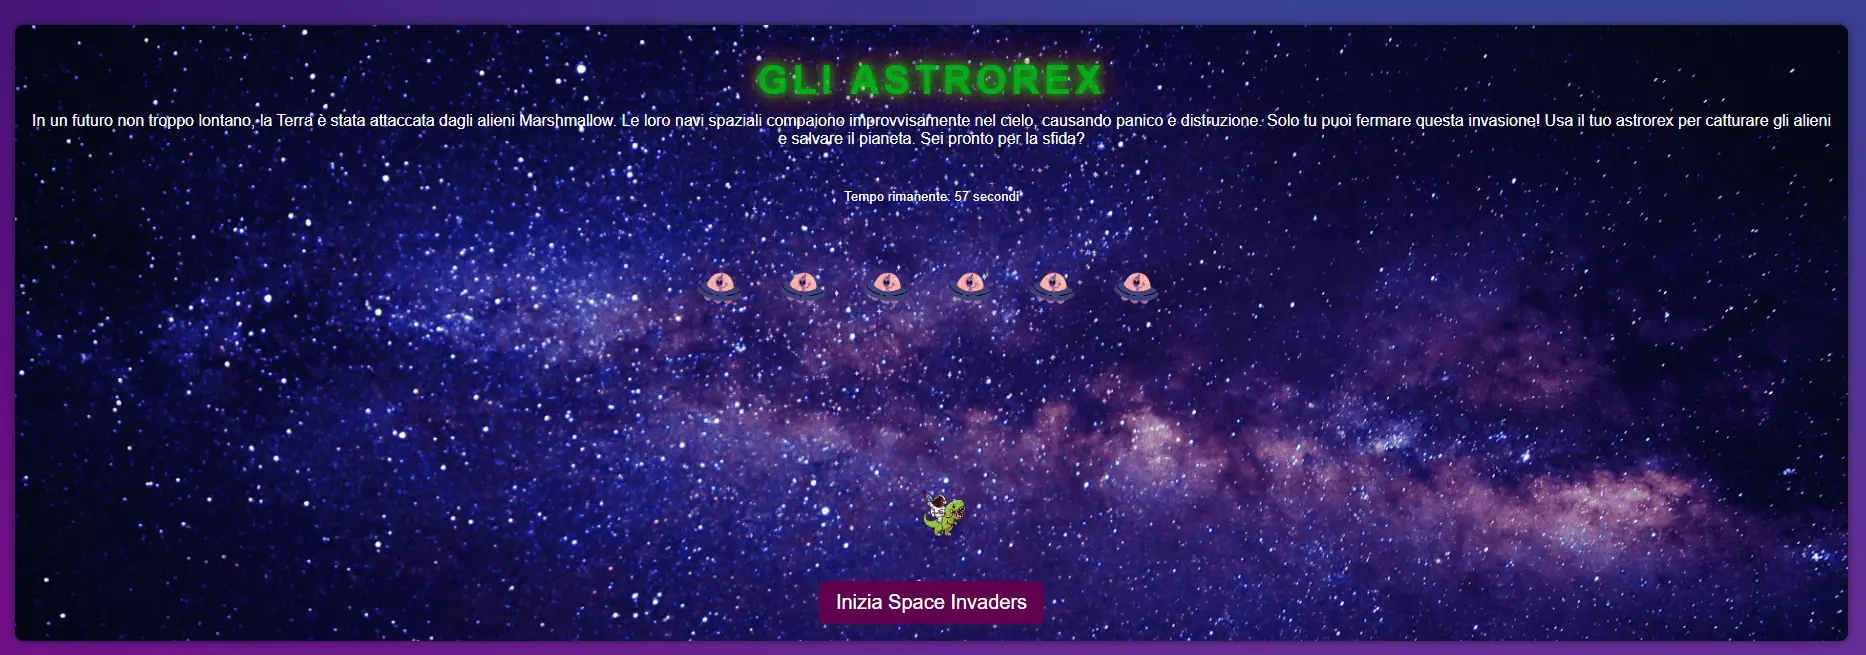 GLI ASTROREX
In un futuro non troppo lontano, la Terra è stata attaccata dagli alieni Marshmallow. Le loro navi spaziali compaiono improvvisamente nel cielo, causando panico e distruzione. Solo tu puoi fermare questa invasione! Usa il tuo astrorex per catturare gli alieni
e salvare il pianeta. Sei pronto per la sfida?
Tempo rimanente: 57 secondi
Inizia Space Invaders